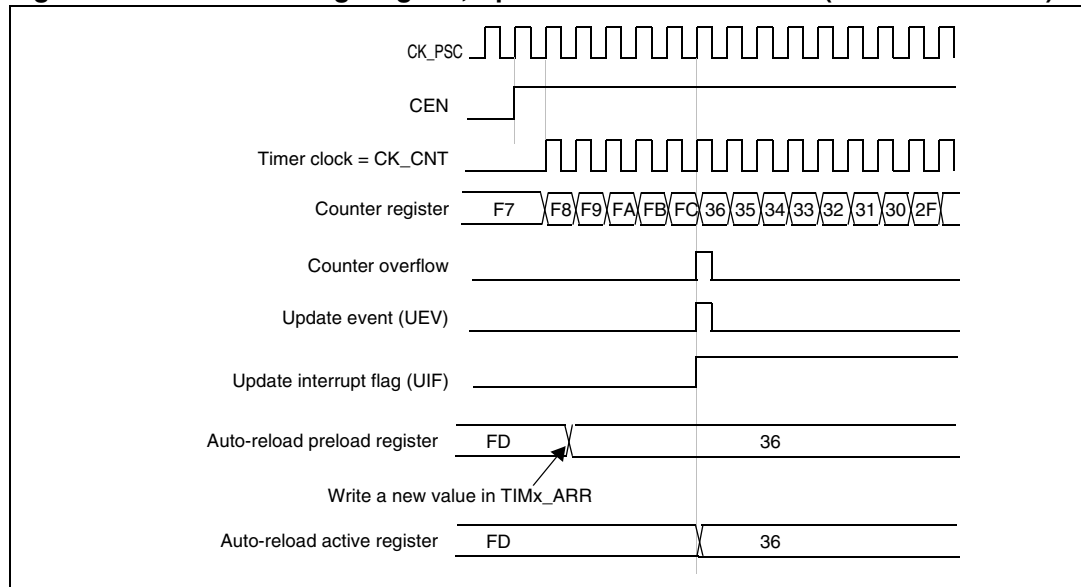 CK_PSC
CEN
Timer clock = CK_CNT
Counter register F7 F8 F9 FA FB FC 36 35 34 33 32 31 30 2F
Counter overflow
Update event (UEV)
Update interrupt flag (UIF)
Auto-reload preload register FD 36
Write a new value in TIMx_ARR
Auto-reload active register FD 36